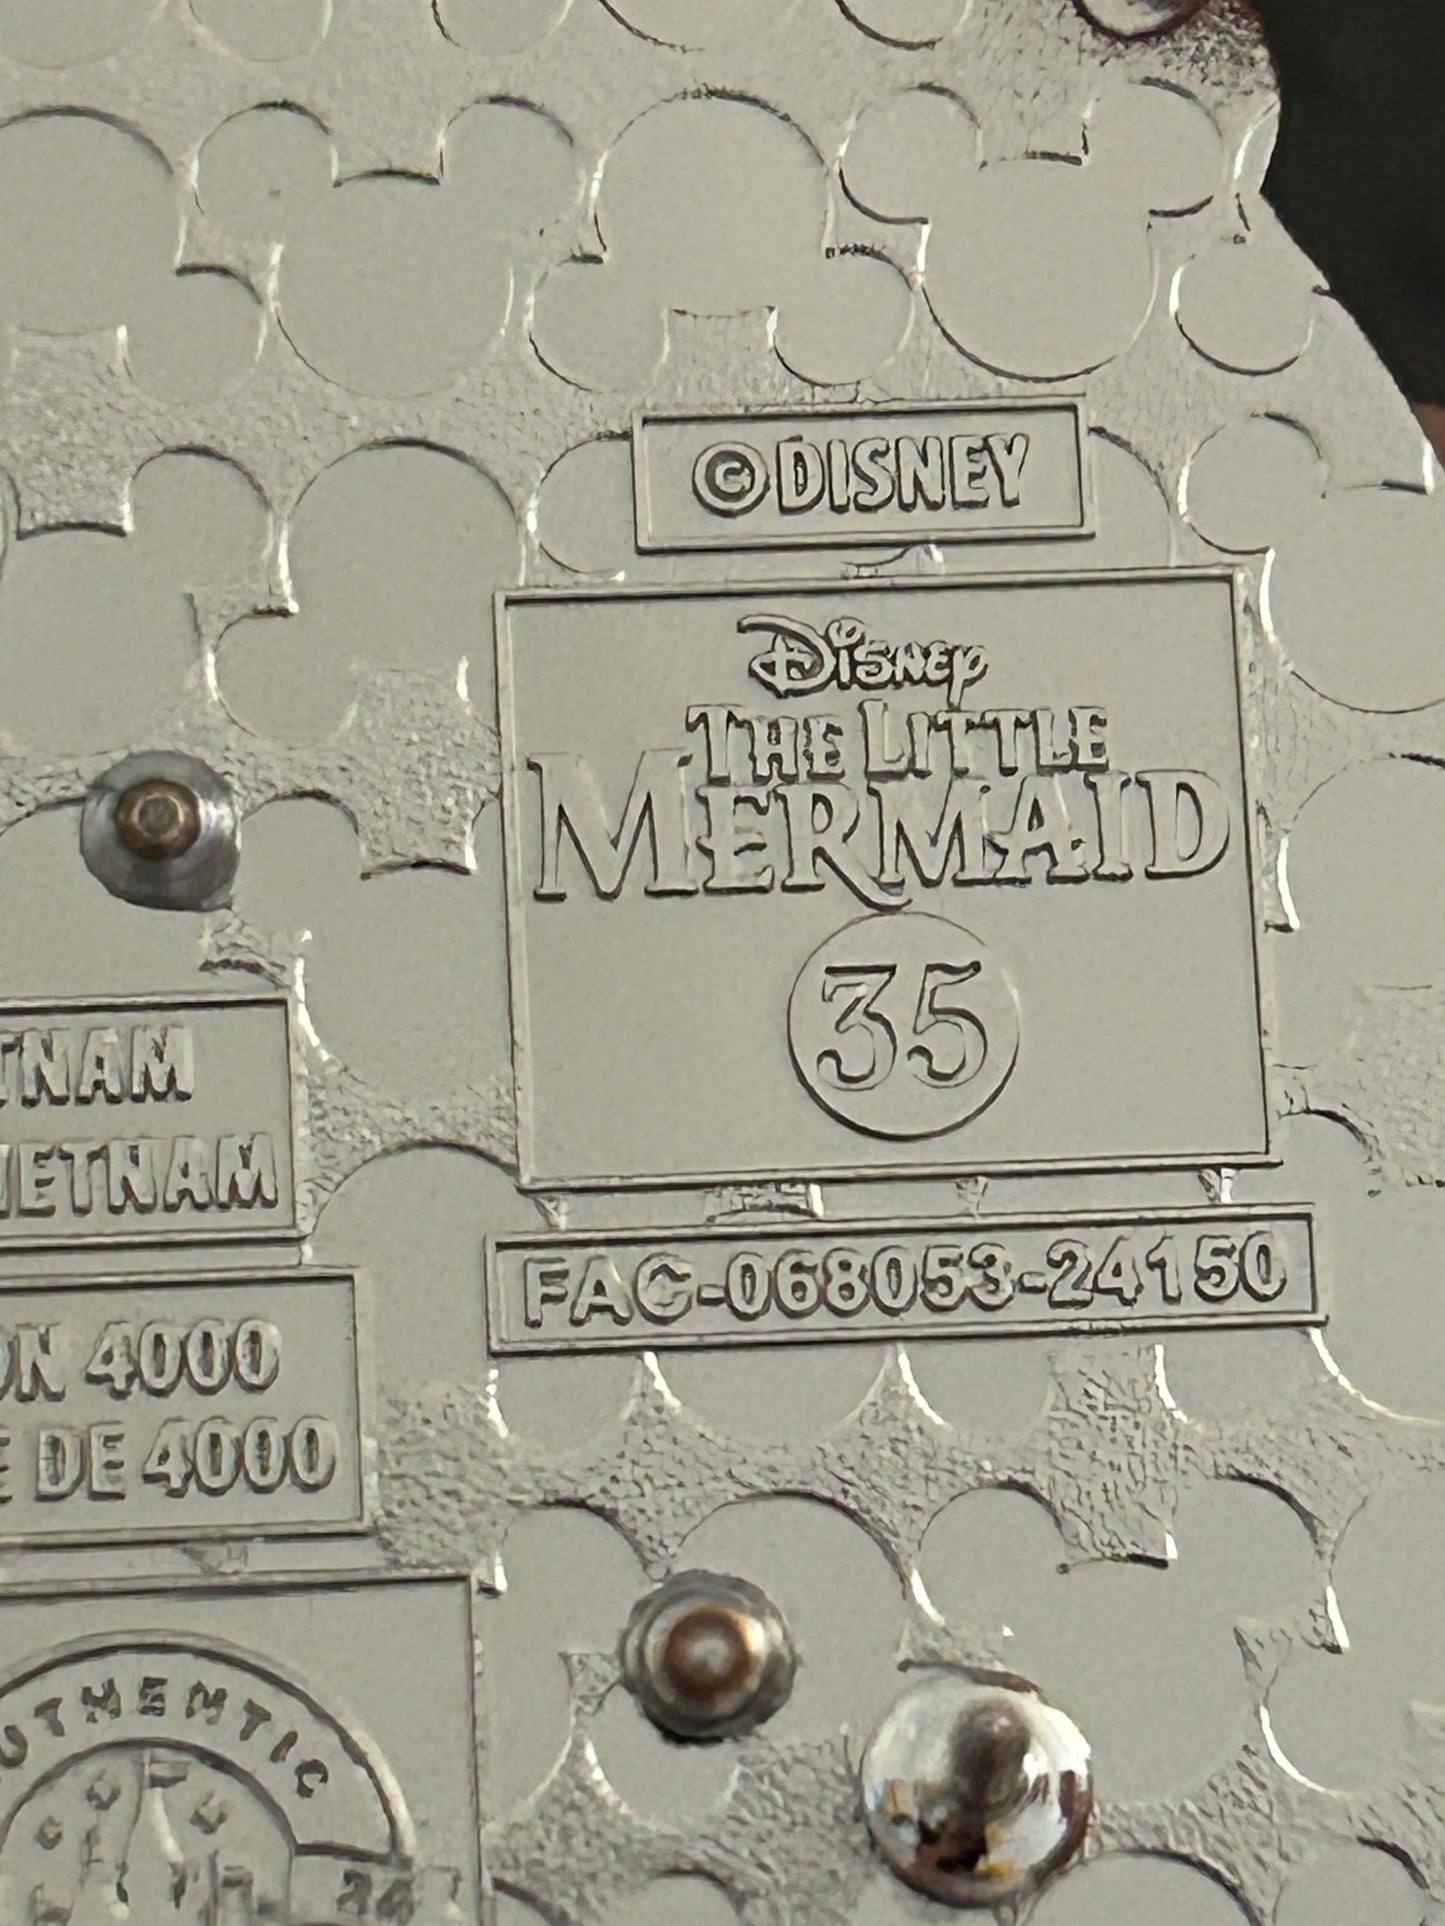 ©DISNEY
Disney
THE LITTLE
MERMAID
35
FAC-068053-24150
TNAM
IETNAM
ON 4000
E DE 4000
UTHENTIC